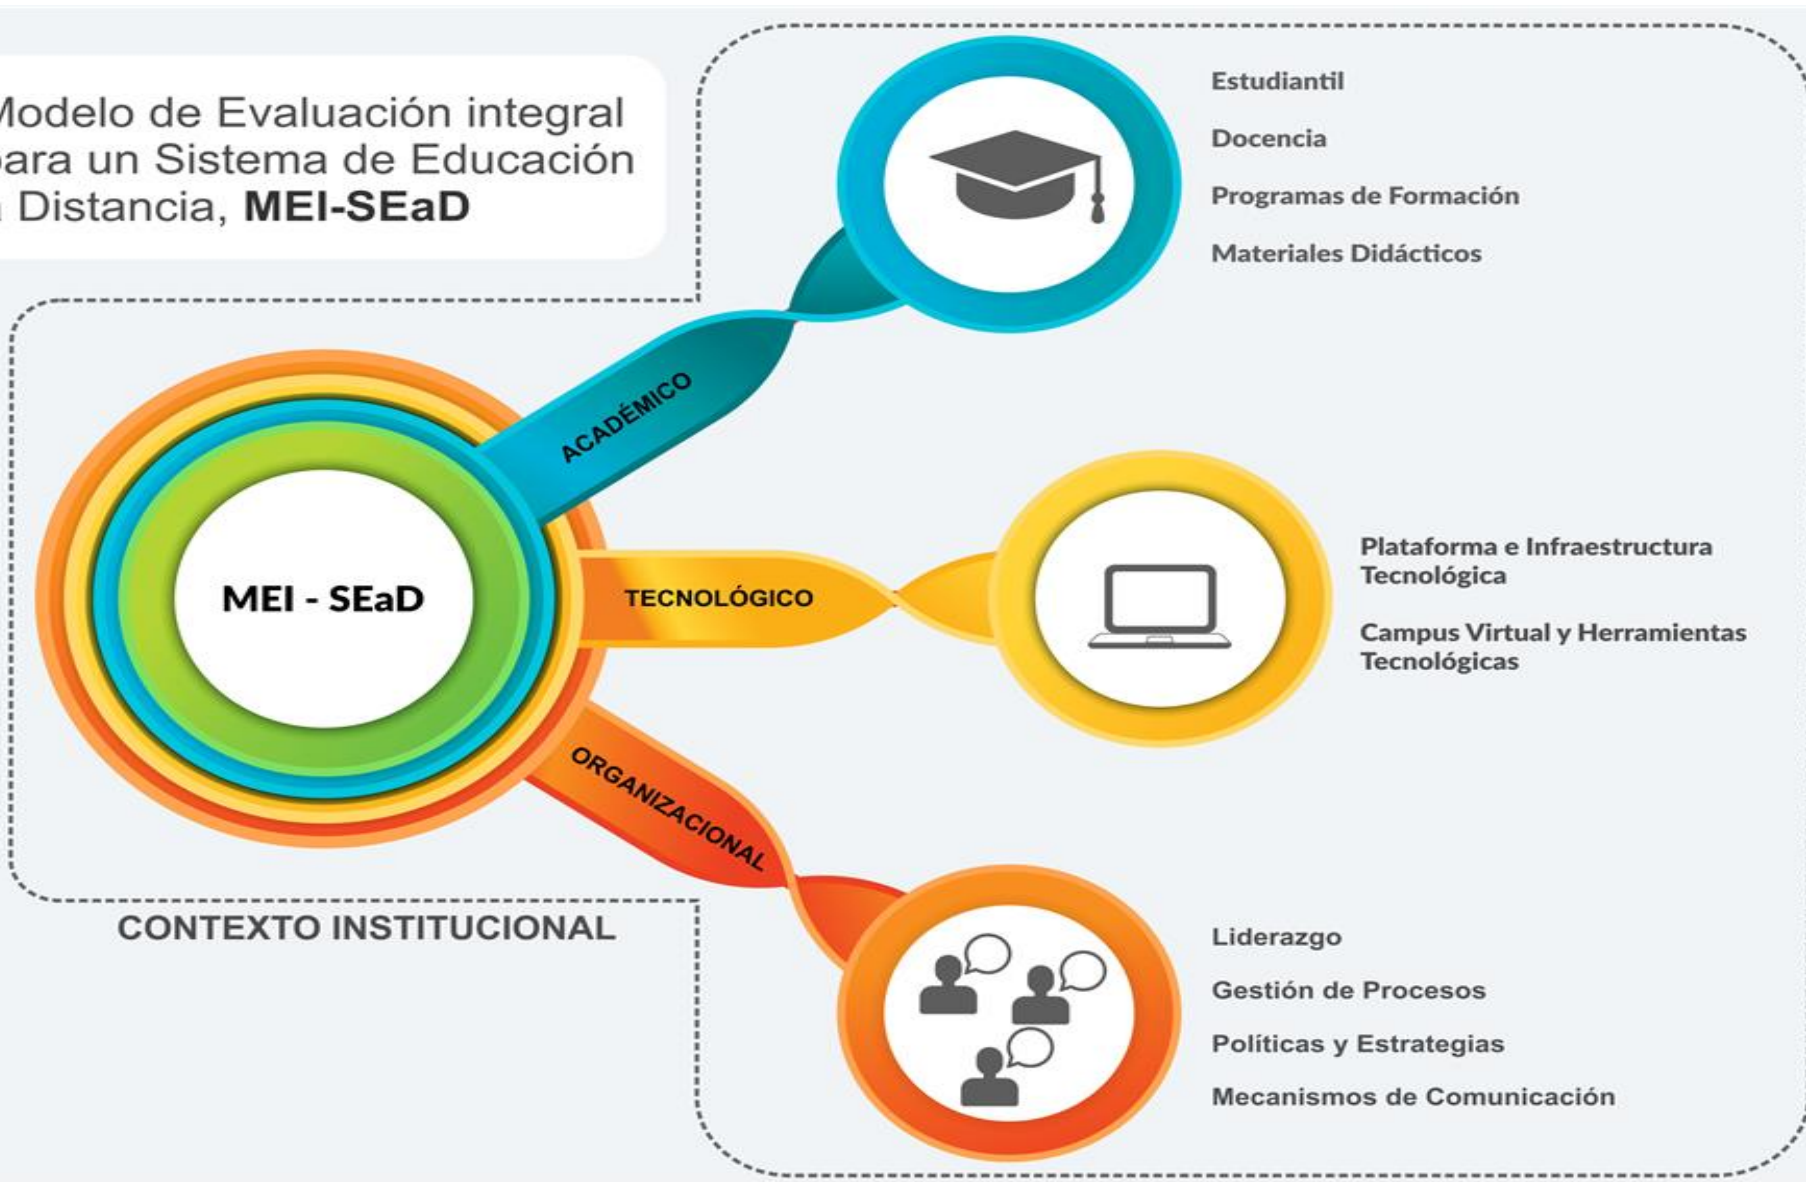 Modelo de Evaluación integral
para un Sistema de Educación
a Distancia, MEI-SEaD
Estudiantil
Docencia
Programas de Formación
Materiales Didácticos
ACADÉMICO
MEI - SEaD
TECNOLÓGICO
Plataforma e Infraestructura
Tecnológica
Campus Virtual y Herramientas
Tecnológicas
ORGANIZACIONAL
CONTEXTO INSTITUCIONAL
Liderazgo
Gestión de Procesos
Políticas y Estrategias
Mecanismos de Comunicación